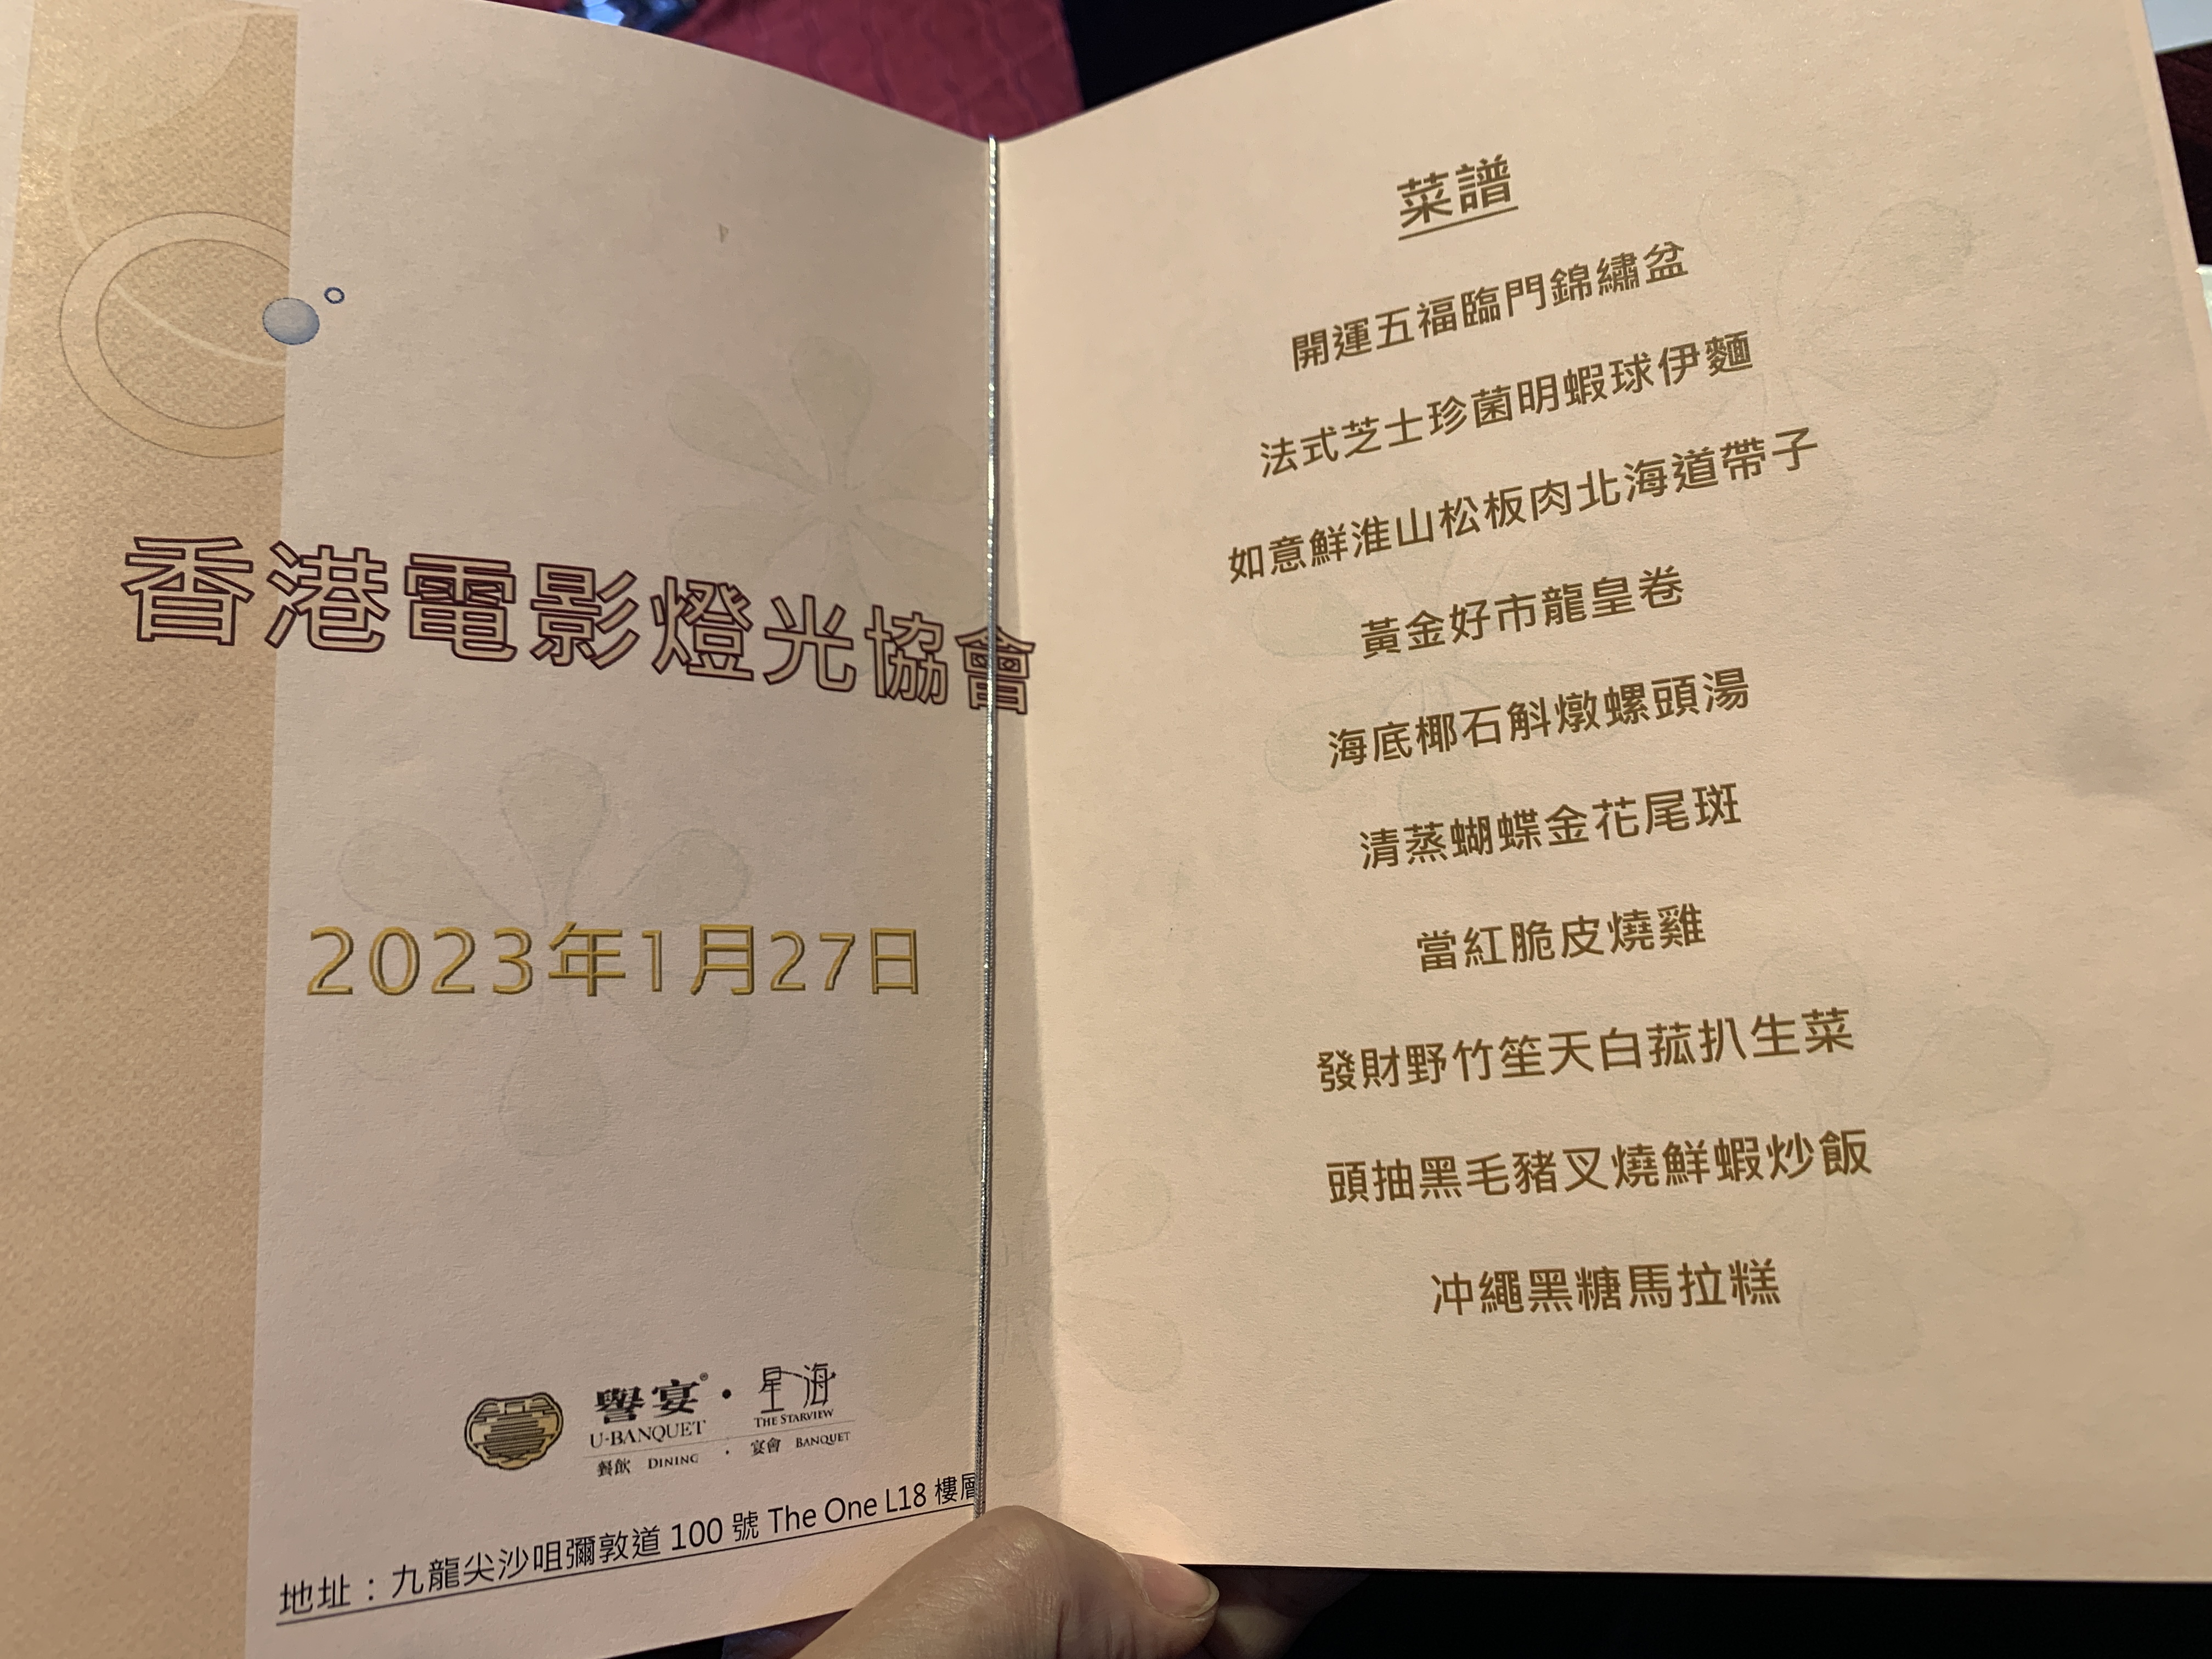 香港電影燈光協會
2023年1月27日
譽宴® · 星海
U-BANQUET THE STARVIEW
餐飲 DINING · 宴會 BANQUET
地址：九龍尖沙咀彌敦道 100 號 The One L18 樓層
菜譜
開運五福臨門錦繡盆
法式芝士珍菌明蝦球伊麵
如意鮮淮山松板肉北海道帶子
黃金好市龍皇卷
海底椰石斛燉螺頭湯
清蒸蝴蝶金花尾斑
當紅脆皮燒雞
發財野竹笙天白菰扒生菜
頭抽黑毛豬叉燒鮮蝦炒飯
冲繩黑糖馬拉糕